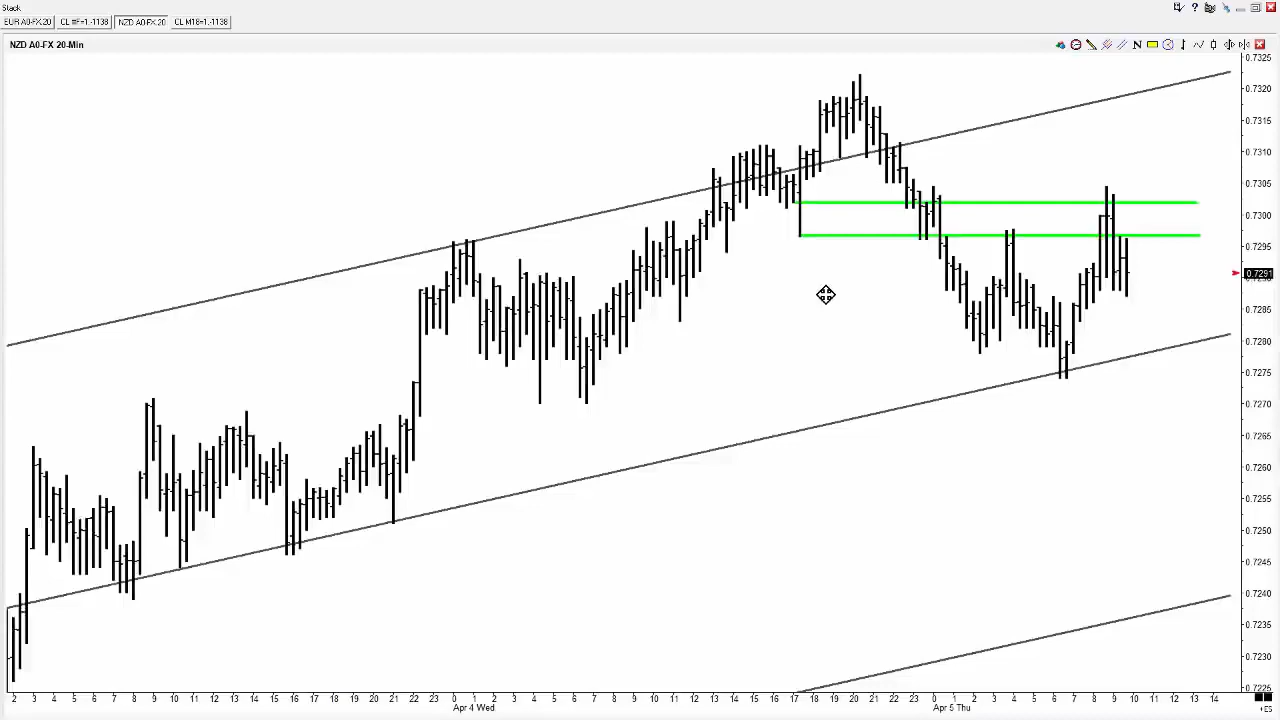 Stack
EUR A0-FX 20
CL #F=1.-1138
NZD A0-FX 20
CL M18=1.-1138
NZD A0-FX 20-Min
N
0.7325
0.7320
0.7315
0.7310
0.7305
0.7300
0.7295
0.7291
0.7285
0.7280
0.7275
0.7270
0.7265
0.7260
0.7255
0.7250
0.7245
0.7240
0.7235
0.7230
0.7225
2 3 4 5 6 7 8 9 10 11 12 13 14 15 16 17 18 19 20 21 22 23 0 1 2 3 4 5 6 7 8 9 10 11 12 13 14 15 16 17 18 19 20 21 22 23 0 1 2 3 4 5 6 7 8 9 10 11 12 13 14
Apr 4 Wed
Apr 5 Thu